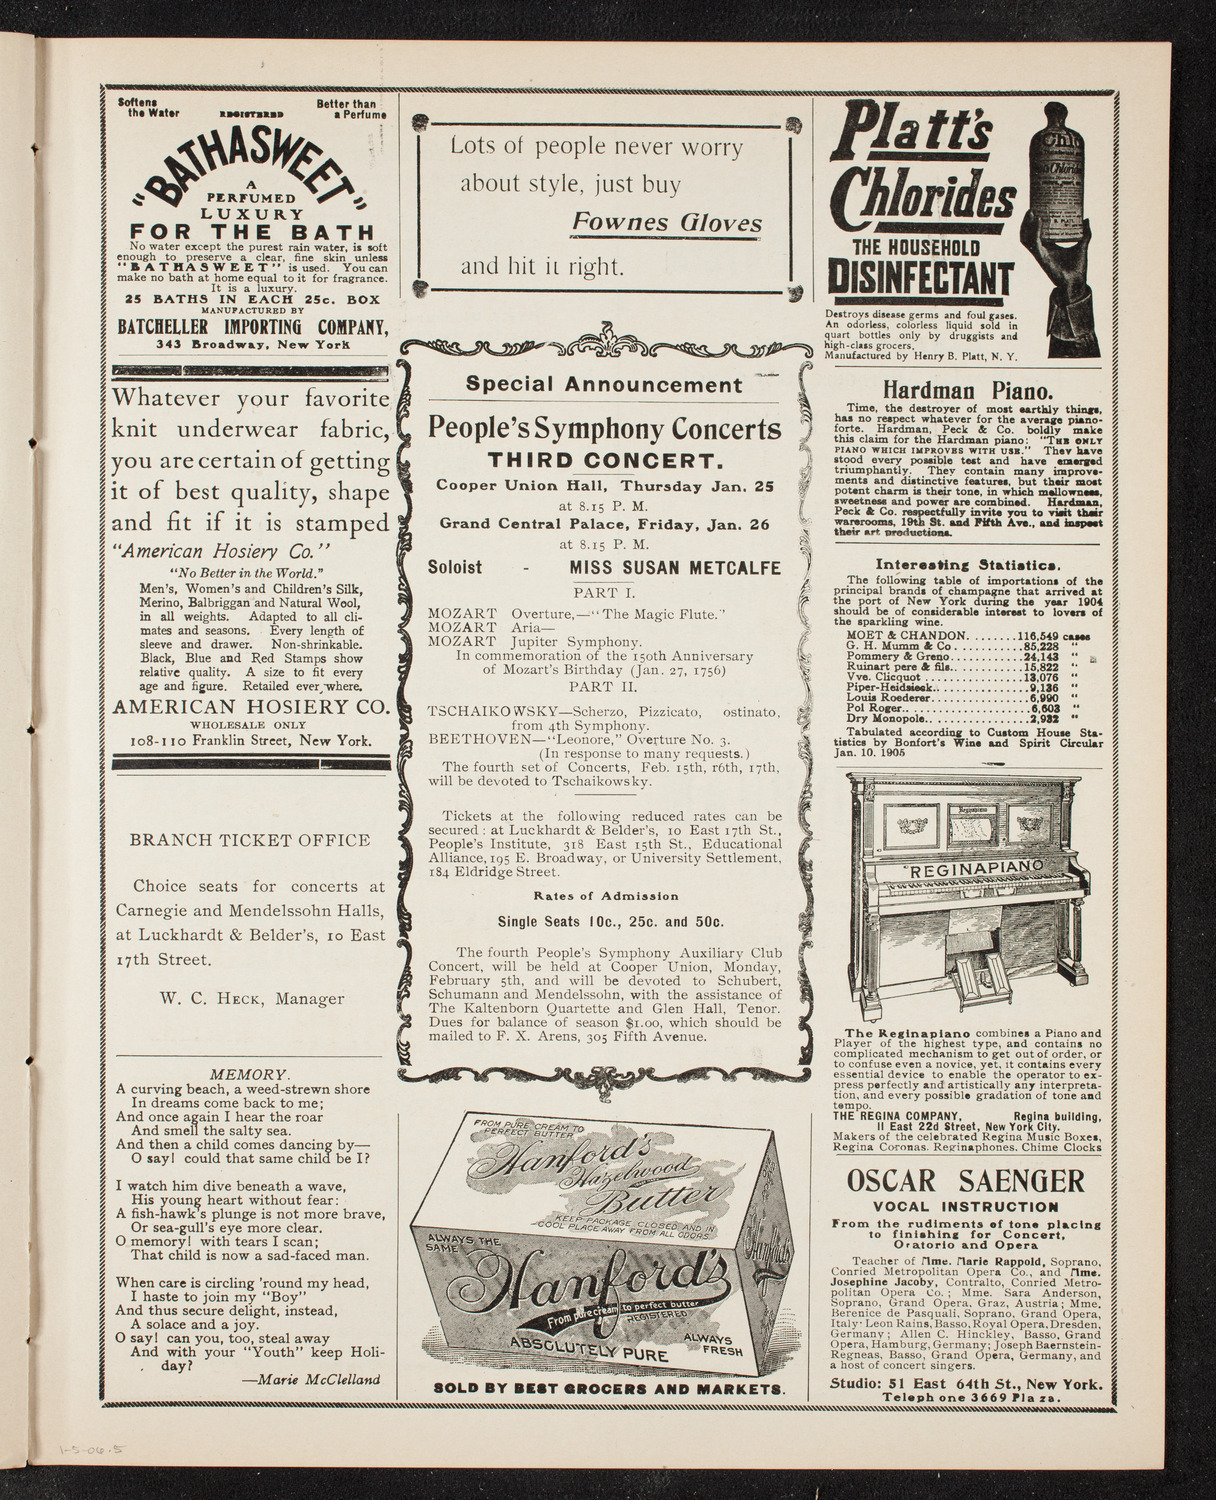 Softens
the Water
REGISTERED
Better than
a Perfume
"BATHASWEET"
A
PERFUMED
LUXURY
FOR THE BATH
No water except the purest rain water, is soft
enough to preserve a clear, fine skin unless
"BATHASWEET" is used. You can
make no bath at home equal to it for fragrance.
It is a luxury.
25 BATHS IN EACH 25c. BOX
MANUFACTURED BY
BATCHELLER IMPORTING COMPANY,
343 Broadway, New York
Whatever your favorite
knit underwear fabric,
you are certain of getting
it of best quality, shape
and fit if it is stamped
"American Hosiery Co."
"No Better in the World."
Men's, Women's and Children's Silk,
Merino, Balbriggan and Natural Wool,
in all weights. Adapted to all cli-
mates and seasons. Every length of
sleeve and drawer. Non-shrinkable.
Black, Blue and Red Stamps show
relative quality. A size to fit every
age and figure. Retailed everywhere.
AMERICAN HOSIERY CO.
WHOLESALE ONLY
108-110 Franklin Street, New York.
BRANCH TICKET OFFICE
Choice seats for concerts at
Carnegie and Mendelssohn Halls,
at Luckhardt & Belder's, 10 East
17th Street.
W. C. HECK, Manager
MEMORY.
A curving beach, a weed-strewn shore
In dreams come back to me;
And once again I hear the roar
And smell the salty sea.
And then a child comes dancing by—
O say! could that same child be I?
I watch him dive beneath a wave,
His young heart without fear:
A fish-hawk's plunge is not more brave,
Or sea-gull's eye more clear.
O memory! with tears I scan;
That child is now a sad-faced man.
When care is circling 'round my head,
I haste to join my "Boy"
And thus secure delight, instead,
A solace and a joy.
O say! can you, too, steal away
And with your "Youth" keep Holi-
day?
—Marie McClelland
Lots of people never worry
about style, just buy
Fownes Gloves
and hit it right.
Special Announcement
People's Symphony Concerts
THIRD CONCERT.
Cooper Union Hall, Thursday Jan. 25
at 8.15 P. M.
Grand Central Palace, Friday, Jan. 26
at 8.15 P. M.
Soloist - MISS SUSAN METCALFE
PART I.
MOZART Overture,—"The Magic Flute."
MOZART Aria—
MOZART Jupiter Symphony.
In commemoration of the 150th Anniversary
of Mozart's Birthday (Jan. 27, 1756)
PART II.
TSCHAIKOWSKY—Scherzo, Pizzicato, ostinato,
from 4th Symphony.
BEETHOVEN—"Leonore," Overture No. 3.
(In response to many requests.)
The fourth set of Concerts, Feb. 15th, 16th, 17th,
will be devoted to Tschaikowsky.
Tickets at the following reduced rates can be
secured: at Luckhardt & Belder's, 10 East 17th St.,
People's Institute, 318 East 15th St., Educational
Alliance, 195 E. Broadway, or University Settlement,
184 Eldridge Street.
Rates of Admission
Single Seats 10c., 25c. and 50c.
The fourth People's Symphony Auxiliary Club
Concert, will be held at Cooper Union, Monday,
February 5th, and will be devoted to Schubert,
Schumann and Mendelssohn, with the assistance of
The Kaltenborn Quartette and Glen Hall, Tenor.
Dues for balance of season $1.00, which should be
mailed to F. X. Arens, 305 Fifth Avenue.
FROM PURE CREAM TO
PERFECT BUTTER
Hanford's
Hazelwood
Butter
KEEP PACKAGE CLOSED AND IN
COOL PLACE AWAY FROM ALL ODORS
ALWAYS THE
SAME
Hanford's
From pure cream to perfect butter
REGISTERED
ABSOLUTELY PURE
ALWAYS
FRESH
Hanford's
SOLD BY BEST GROCERS AND MARKETS.
Platt's
Chlorides
THE HOUSEHOLD
DISINFECTANT
Destroys disease germs and foul gases.
An odorless, colorless liquid sold in
quart bottles only by druggists and
high-class grocers.
Manufactured by Henry B. Platt, N. Y.
Hardman Piano.
Time, the destroyer of most earthly things,
has no respect whatever for the average piano-
forte. Hardman, Peck & Co. boldly make
this claim for the Hardman piano: "THE ONLY
PIANO WHICH IMPROVES WITH USE." They have
stood every possible test and have emerged
triumphantly. They contain many improve-
ments and distinctive features, but their most
potent charm is their tone, in which mellowness,
sweetness and power are combined. Hardman,
Peck & Co. respectfully invite you to visit their
warerooms, 19th St. and Fifth Ave., and inspect
their art productions.
Interesting Statistics.
The following table of importations of the
principal brands of champagne that arrived at
the port of New York during the year 1904
should be of considerable interest to lovers of
the sparkling wine.
MOET & CHANDON. .......116,549 cases
G. H. Mumm & Co..........85,228 "
Pommery & Greno..........24,143 "
Ruinart pere & fils..........15,822 "
Vve. Clicquot .............13,076 "
Piper-Heidsieck.............9,136 "
Louis Roederer.............6,990 "
Pol Roger..................6,603 "
Dry Monopole..............2,932 "
Tabulated according to Custom House Sta-
tistics by Bonfort's Wine and Spirit Circular
Jan. 10. 1905
Reginapiano
"REGINAPIANO"
The Reginapiano combines a Piano and
Player of the highest type, and contains no
complicated mechanism to get out of order, or
to confuse even a novice, yet, it contains every
essential device to enable the operator to ex-
press perfectly and artistically any interpreta-
tion, and every possible gradation of tone and
tempo.
THE REGINA COMPANY, Regina building,
11 East 22d Street, New York City.
Makers of the celebrated Regina Music Boxes,
Regina Coronas. Reginaphones. Chime Clocks
OSCAR SAENGER
VOCAL INSTRUCTION
From the rudiments of tone placing
to finishing for Concert,
Oratorio and Opera
Teacher of Mme. Marie Rappold, Soprano,
Conried Metropolitan Opera Co., and Mme.
Josephine Jacoby, Contralto, Conried Metro-
politan Opera Co.; Mme. Sara Anderson,
Soprano, Grand Opera, Graz, Austria; Mme.
Berenice de Pasquali, Soprano, Grand Opera,
Italy· Leon Rains, Basso, Royal Opera, Dresden,
Germany; Allen C. Hinckley, Basso, Grand
Opera, Hamburg, Germany; Joseph Baernstein-
Regneas, Basso, Grand Opera, Germany, and
a host of concert singers.
Studio: 51 East 64th St., New York.
Telephone 3669 Plaza.
1-5-06.5